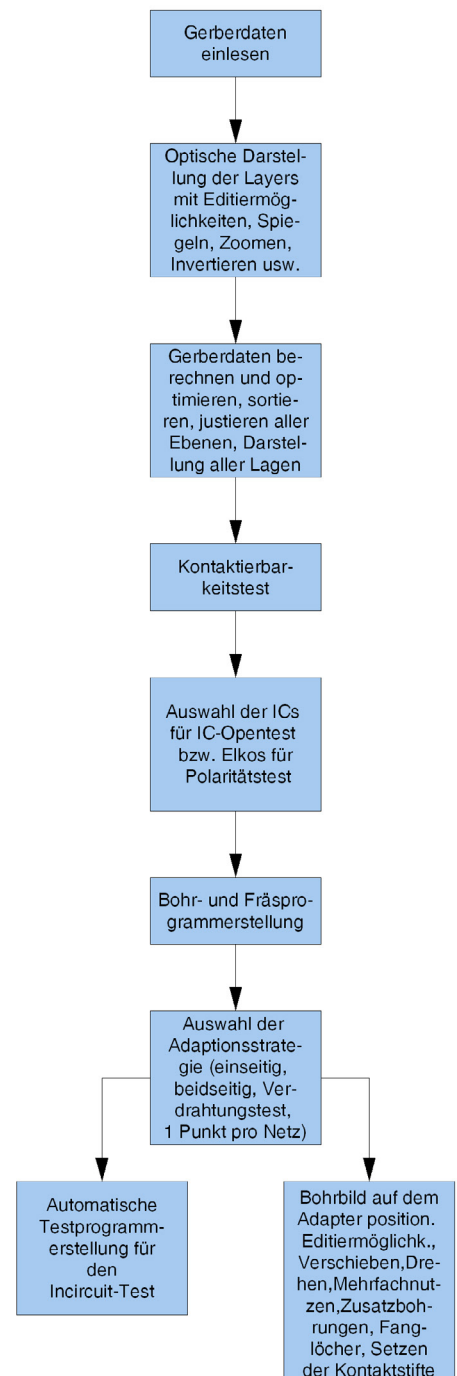 Gerberdaten
einlesen
Optische Darstel-
lung der Layers
mit Editiermög-
lichkeiten, Spie-
geln, Zoomen,
Invertieren usw.
Gerberdaten be-
rechnen und op-
timieren, sortie-
ren, justieren aller
Ebenen, Darstel-
lung aller Lagen
Kontaktierbar-
keitstest
Auswahl der ICs
für IC-Opentest
bzw. Elkos für
Polaritätstest
Bohr- und Fräspro-
grammerstellung
Auswahl der
Adaptionsstrate-
gie (einseitig,
beidseitig, Ver-
drahtungstest,
1 Punkt pro Netz)
Automatische
Testprogramm-
erstellung für
den
Incircuit-Test
Bohrbild auf dem
Adapter position.
Editiermöglichk.,
Verschieben,Dre-
hen,Mehrfachnut-
zen,Zusatzboh-
rungen, Fang-
löcher, Setzen
der Kontaktstifte